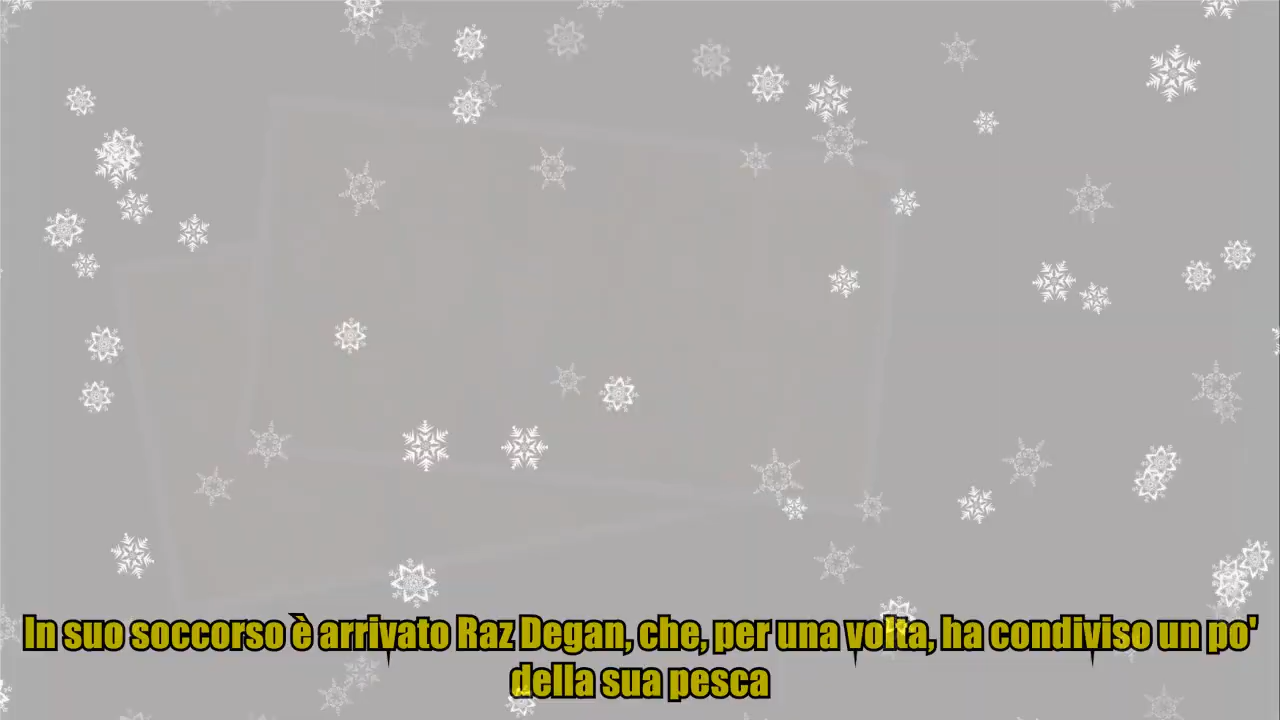 In suo soccorso è arrivato Raz Degan, che, per una volta, ha condiviso un po'
della sua pesca